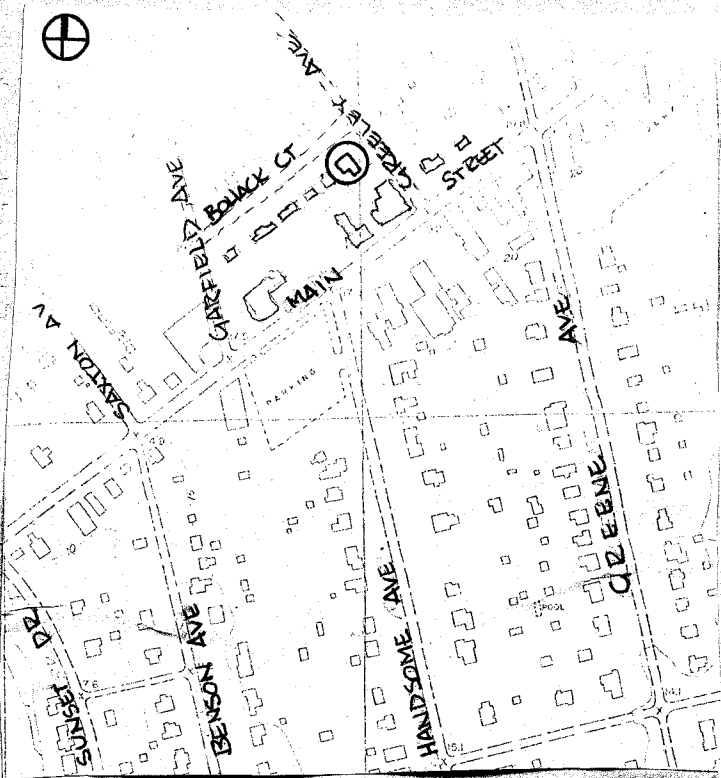 GREELEY AVE
GARFIELD AVE
BOHACK CT
STREET
MAIN
SAXTON AV
AVE
PARKING
GREENE
POOL
HANDSOME AVE.
BENSON AVE
SUNSET DR.